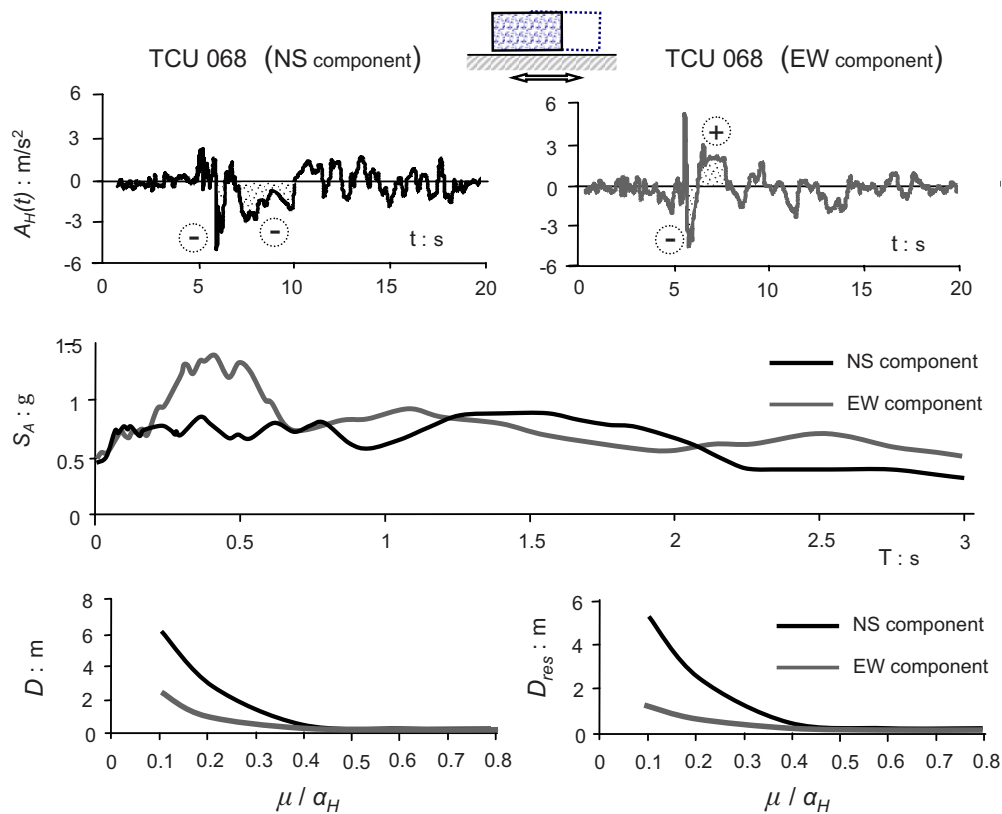 TCU 068 (NS component)
TCU 068 (EW component)
A_H(t) : m/s²
6
3
0
-3
-6
-
-
t : s
0 5 10 15 20
6
3
0
-3
-6
+
-
t : s
0 5 10 15 20
S_A : g
1.5
1
0.5
0
NS component
EW component
0 0.5 1 1.5 2 2.5 3
T : s
D : m
8
6
4
2
0
0 0.1 0.2 0.3 0.4 0.5 0.6 0.7 0.8
μ / α_H
D_res : m
6
4
2
0
NS component
EW component
0 0.1 0.2 0.3 0.4 0.5 0.6 0.7 0.8
μ / α_H